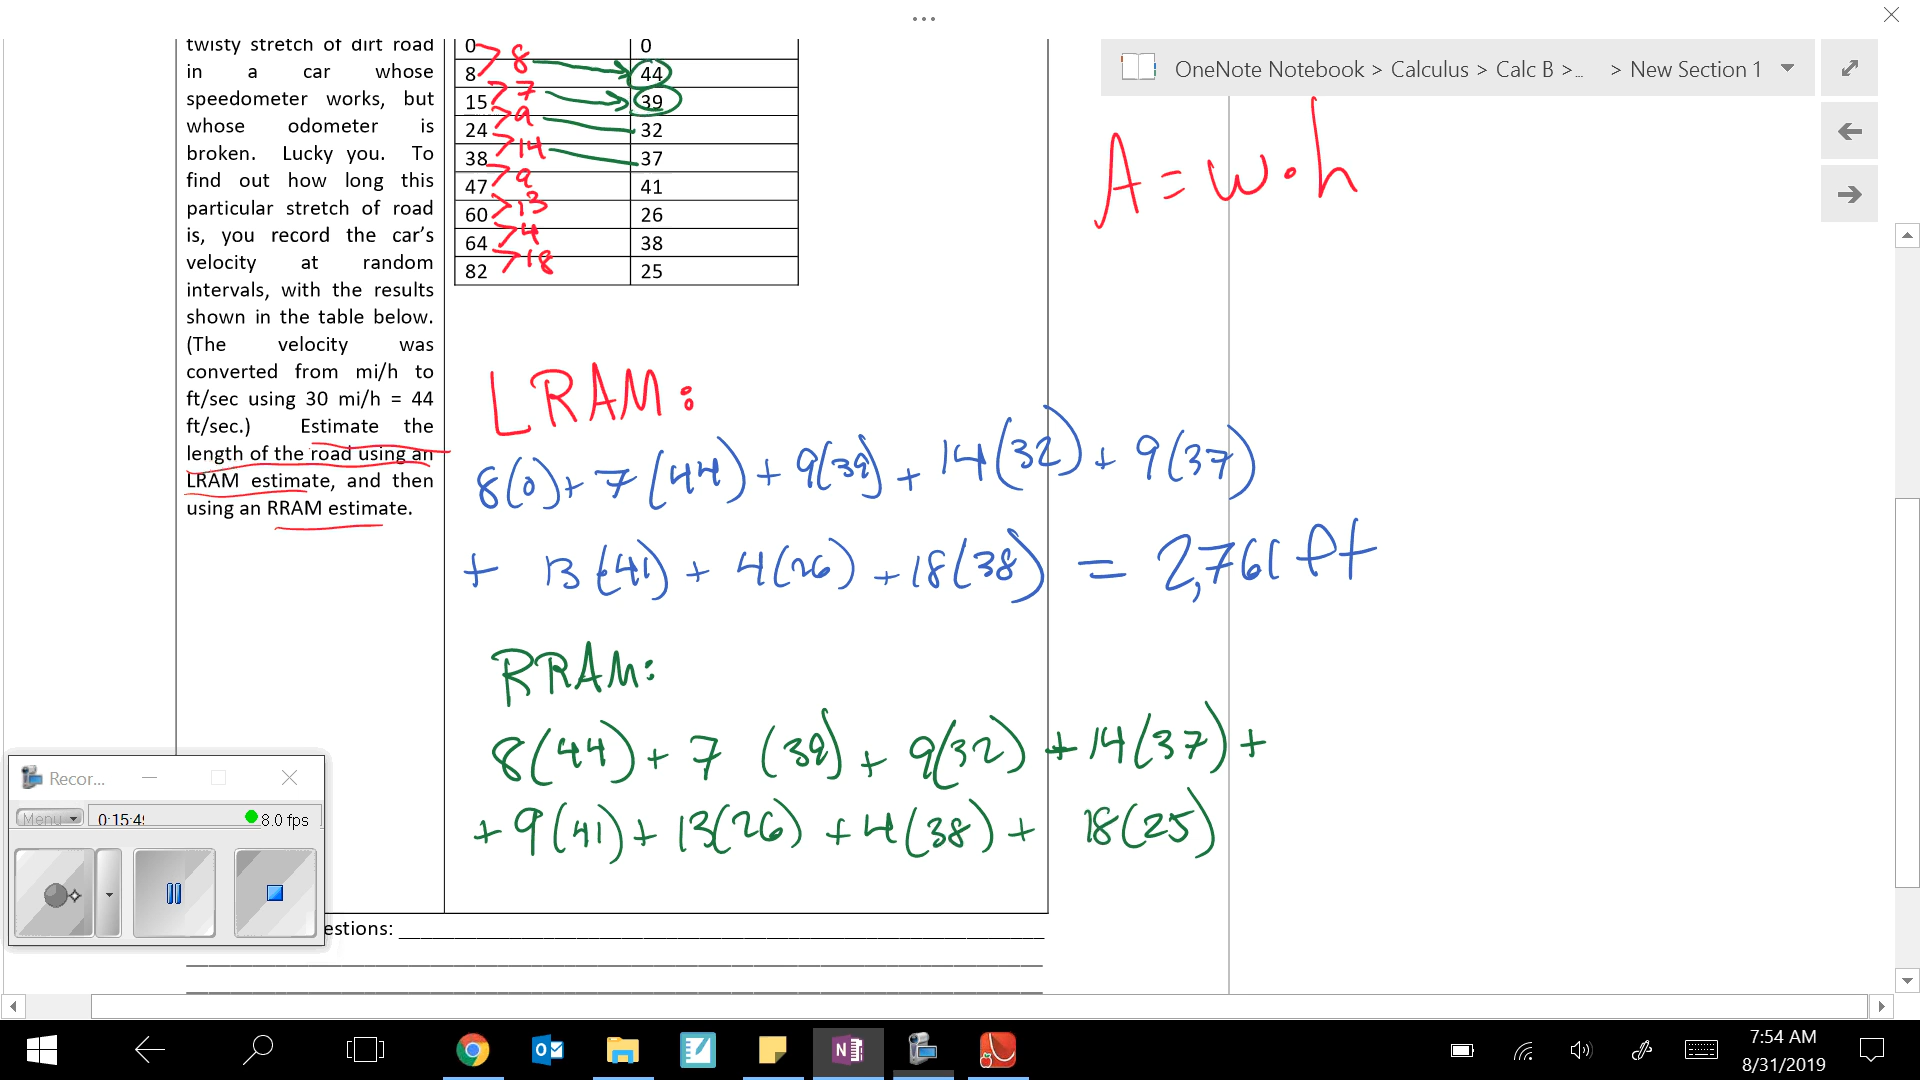 OneNote Notebook > Calculus > Calc B >... > New Section 1
twisty stretch of dirt road
in a car whose
speedometer works, but
whose odometer is
broken. Lucky you. To
find out how long this
particular stretch of road
is, you record the car's
velocity at random
intervals, with the results
shown in the table below.
(The velocity was
converted from mi/h to
ft/sec using 30 mi/h = 44
ft/sec.) Estimate the
length of the road using an
LRAM estimate, and then
using an RRAM estimate.
0 >8 0
8 >7 44
15 >9 39
24 >14 32
38 >9 37
47 >13 41
60 >4 26
64 >18 38
82 25
A = w · h
LRAM:
8(0) + 7(44) + 9(39) + 14(32) + 9(37)
+ 13(41) + 4(26) + 18(38) = 2,761 ft
RRAM:
8(44) + 7 (39) + 9(32) + 14(37) +
+ 9(41) + 13(26) + 4(38) + 18(25)
Recor...
Menu 0:15:4 8.0 fps
estions:
7:54 AM
8/31/2019